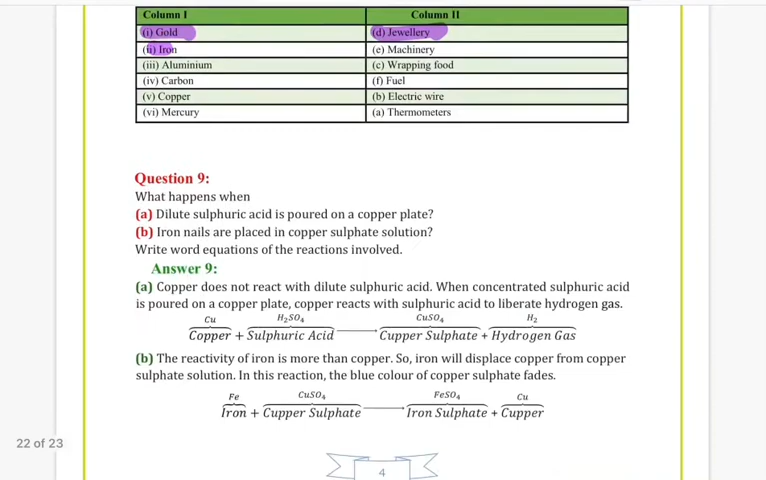 Column I Column II
(i) Gold (d) Jewellery
(ii) Iron (e) Machinery
(iii) Aluminium (c) Wrapping food
(iv) Carbon (f) Fuel
(v) Copper (b) Electric wire
(vi) Mercury (a) Thermometers
Question 9:
What happens when
(a) Dilute sulphuric acid is poured on a copper plate?
(b) Iron nails are placed in copper sulphate solution?
Write word equations of the reactions involved.
Answer 9:
(a) Copper does not react with dilute sulphuric acid. When concentrated sulphuric acid
is poured on a copper plate, copper reacts with sulphuric acid to liberate hydrogen gas.
Cu H₂SO₄ CuSO₄ H₂
Copper + Sulphuric Acid → Cupper Sulphate + Hydrogen Gas
(b) The reactivity of iron is more than copper. So, iron will displace copper from copper
sulphate solution. In this reaction, the blue colour of copper sulphate fades.
Fe CuSO₄ FeSO₄ Cu
Iron + Cupper Sulphate → Iron Sulphate + Cupper
22 of 23
4